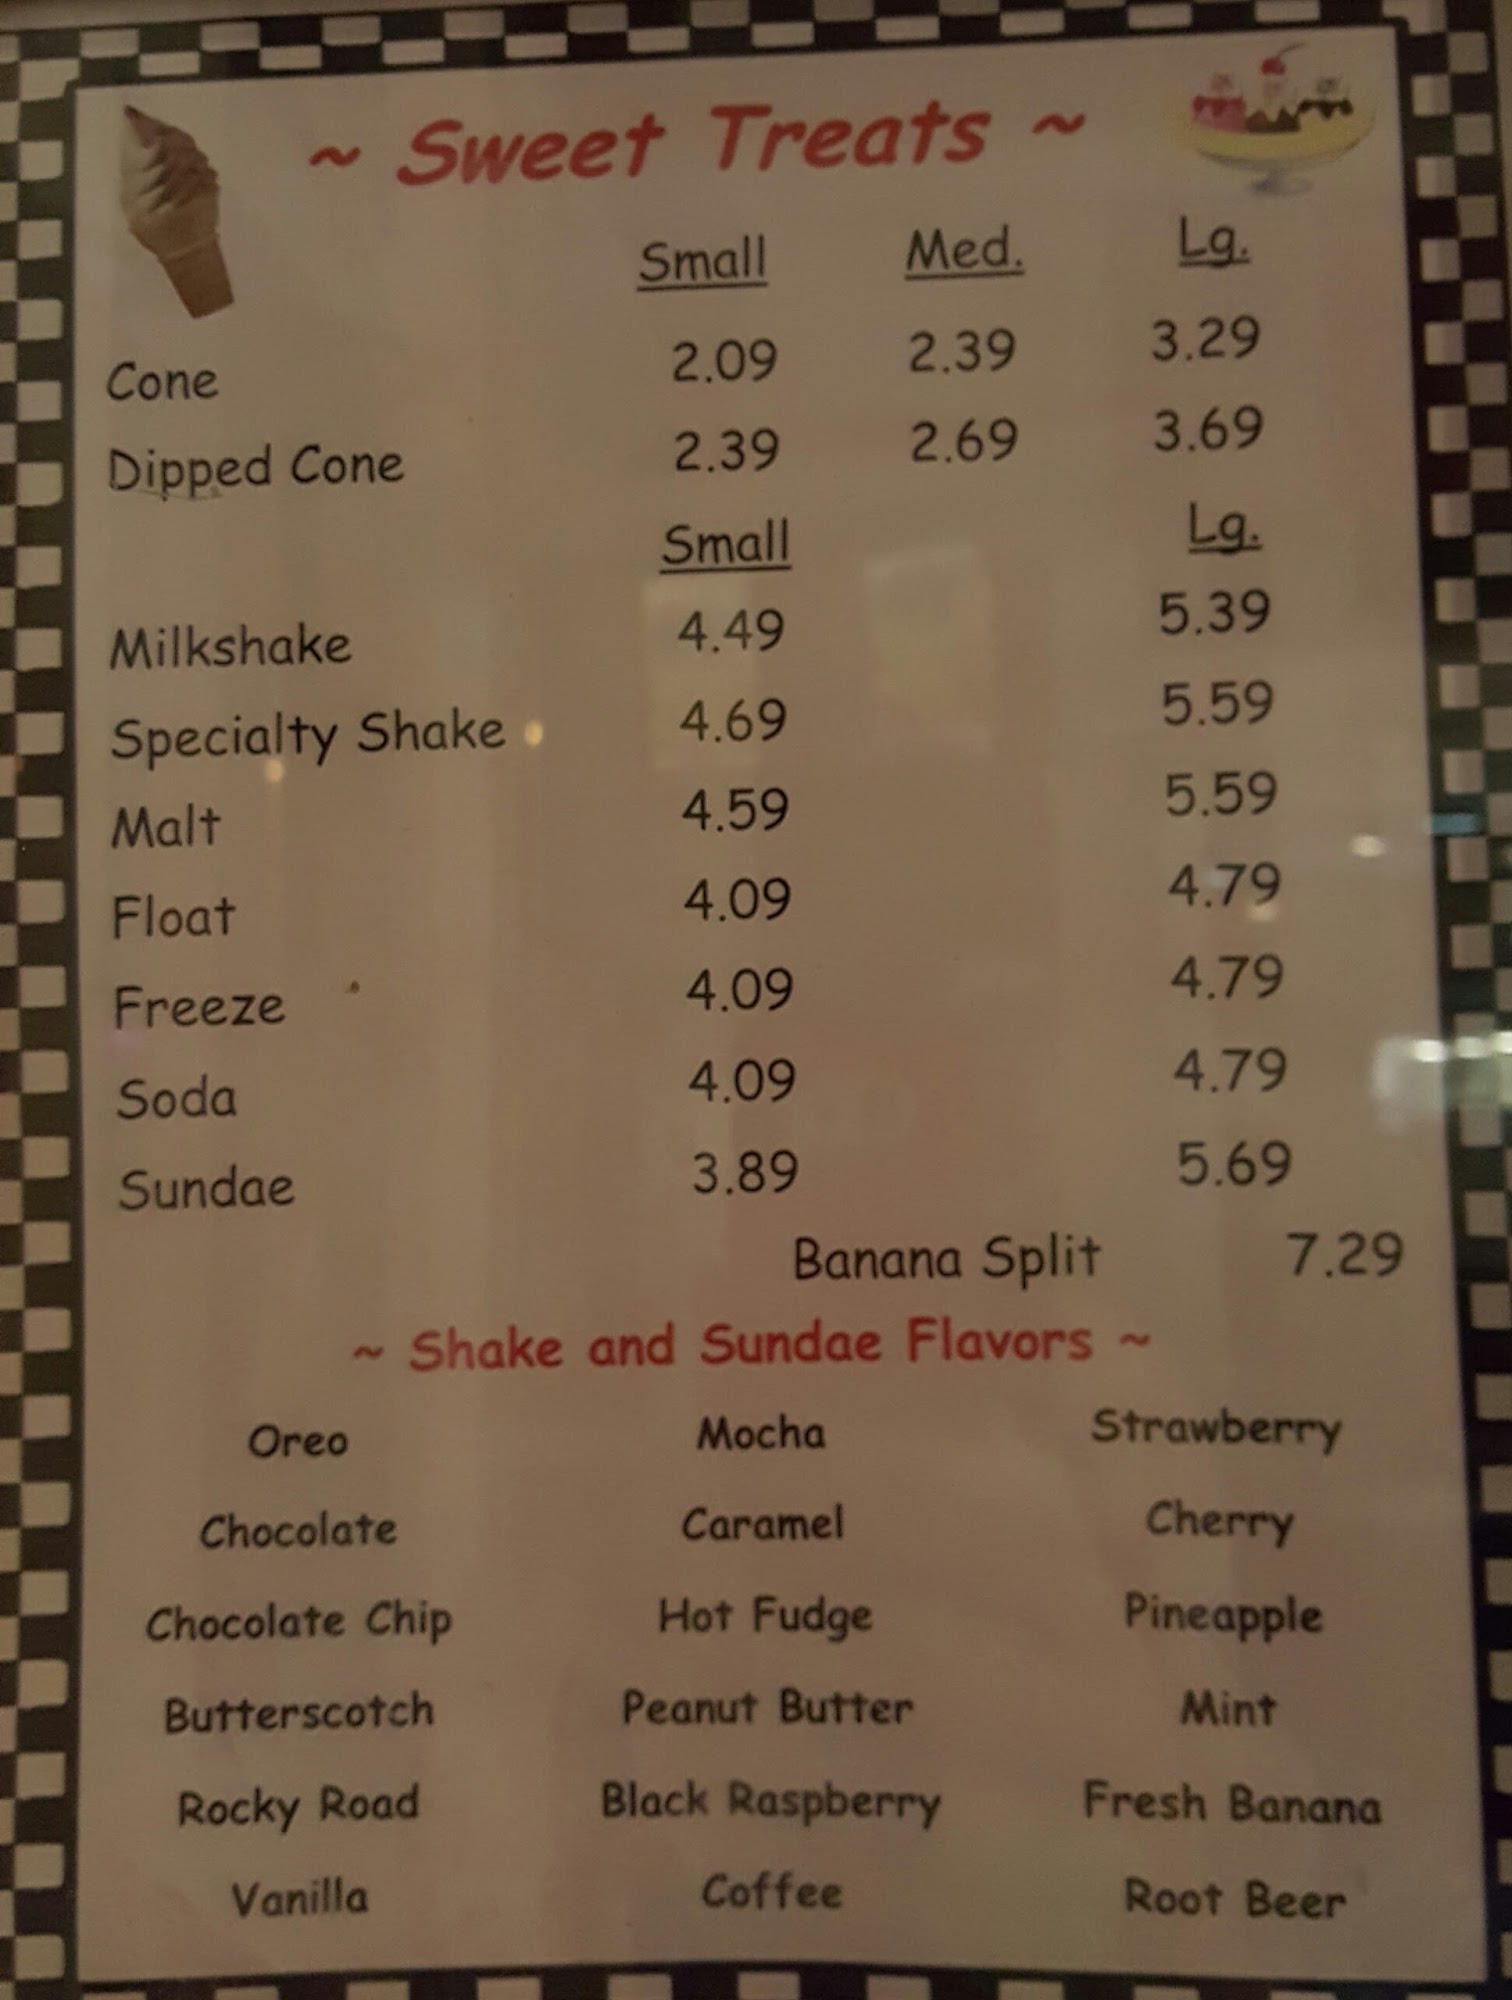 ~ Sweet Treats ~
Small Med. Lg.
Cone 2.09 2.39 3.29
Dipped Cone 2.39 2.69 3.69
Small Lg.
Milkshake 4.49 5.39
Specialty Shake 4.69 5.59
Malt 4.59 5.59
Float 4.09 4.79
Freeze 4.09 4.79
Soda 4.09 4.79
Sundae 3.89 5.69
Banana Split 7.29
~ Shake and Sundae Flavors ~
Oreo Mocha Strawberry
Chocolate Caramel Cherry
Chocolate Chip Hot Fudge Pineapple
Butterscotch Peanut Butter Mint
Rocky Road Black Raspberry Fresh Banana
Vanilla Coffee Root Beer